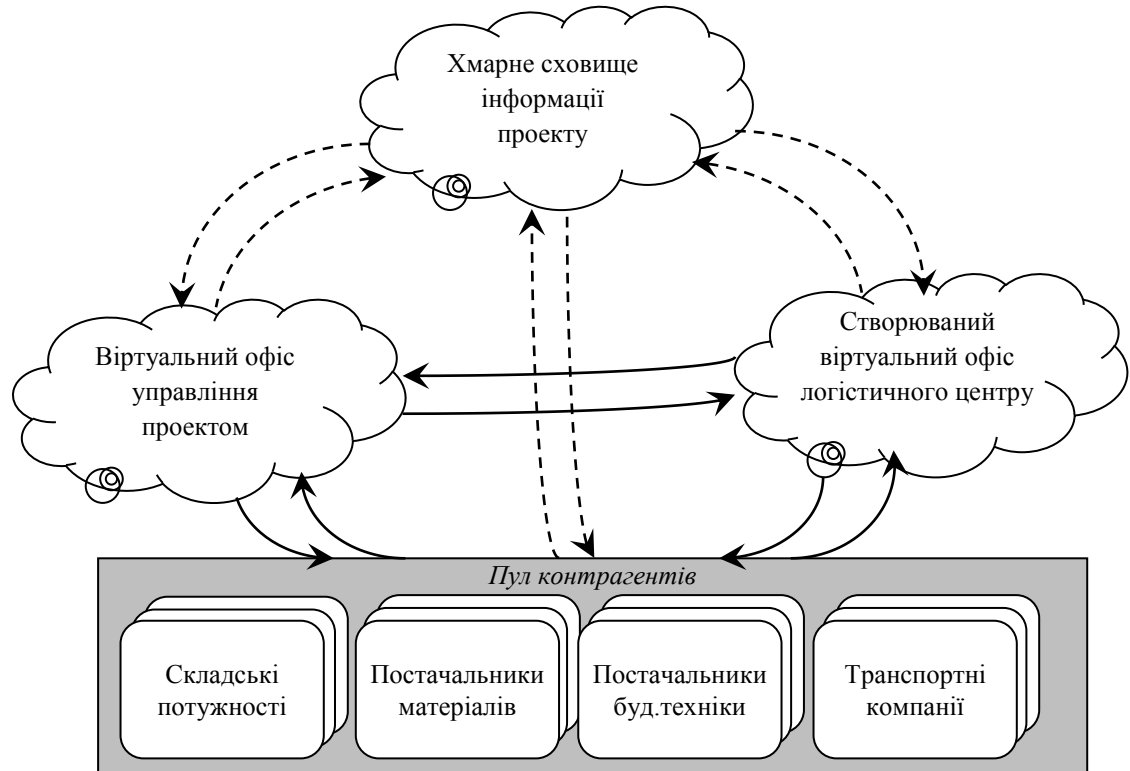 Хмарне сховище
інформації
проекту
Віртуальний офіс
управління
проектом
Створюваний
віртуальний офіс
логістичного центру
Пул контрагентів
Складські
потужності
Постачальники
матеріалів
Постачальники
буд.техніки
Транспортні
компанії